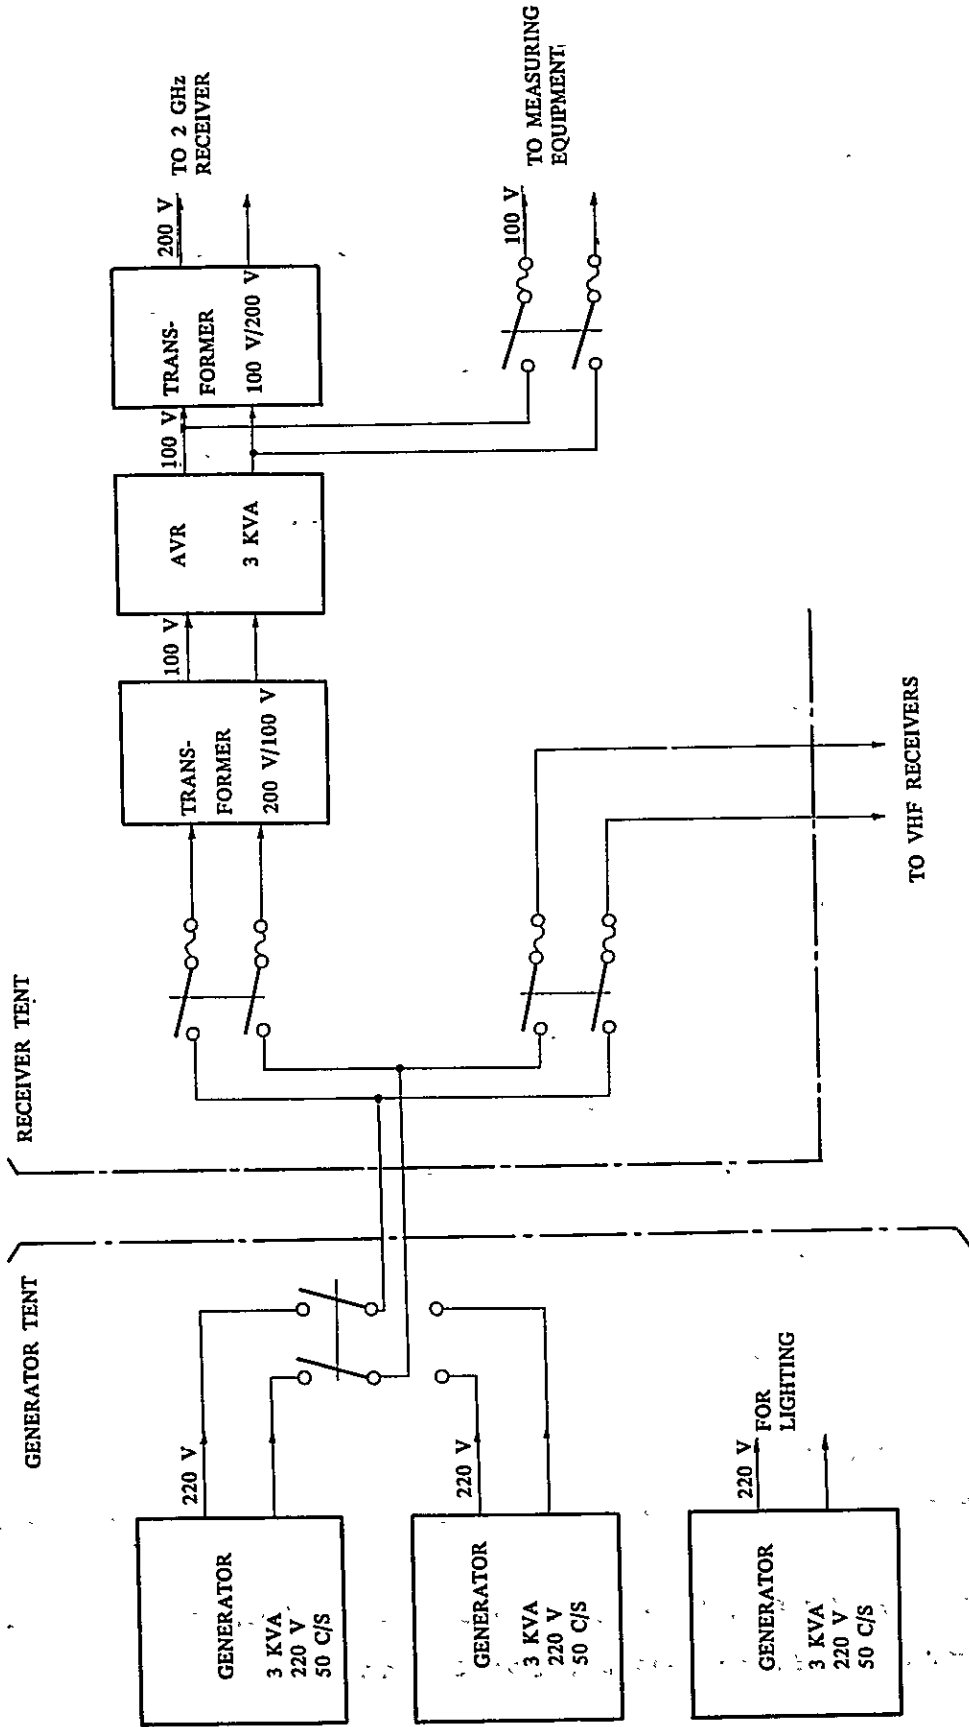 GENERATOR TENT
GENERATOR
3 KVA
220 V
50 C/S
220 V
GENERATOR
3 KVA
220 V
50 C/S
220 V
GENERATOR
3 KVA
220 V
50 C/S
220 V
FOR
LIGHTING
RECEIVER TENT
TRANS-
FORMER
200 V/100 V
100 V
AVR
3 KVA
100 V
TRANS-
FORMER
100 V/200 V
200 V
TO 2 GHz
RECEIVER
100 V
TO MEASURING
EQUIPMENT
TO VHF RECEIVERS